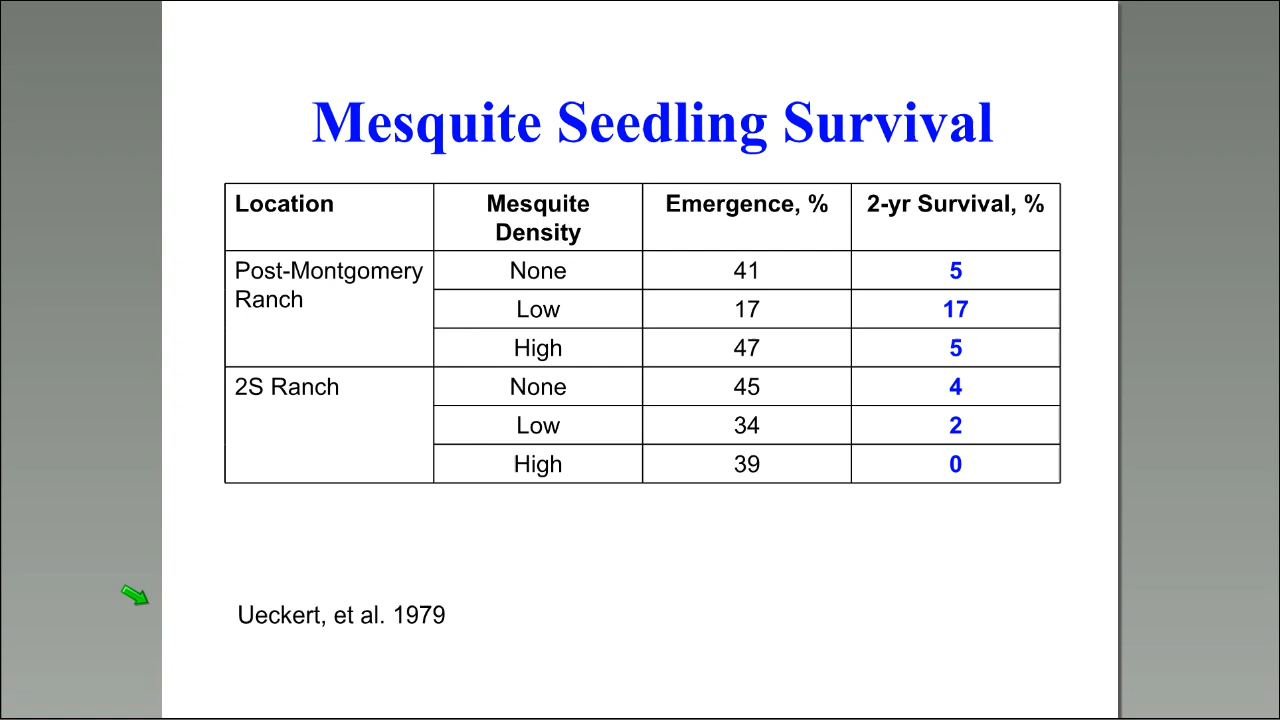 Mesquite Seedling Survival
Location Mesquite Density Emergence, % 2-yr Survival, %
Post-Montgomery Ranch None 41 5
Low 17 17
High 47 5
2S Ranch None 45 4
Low 34 2
High 39 0
Ueckert, et al. 1979